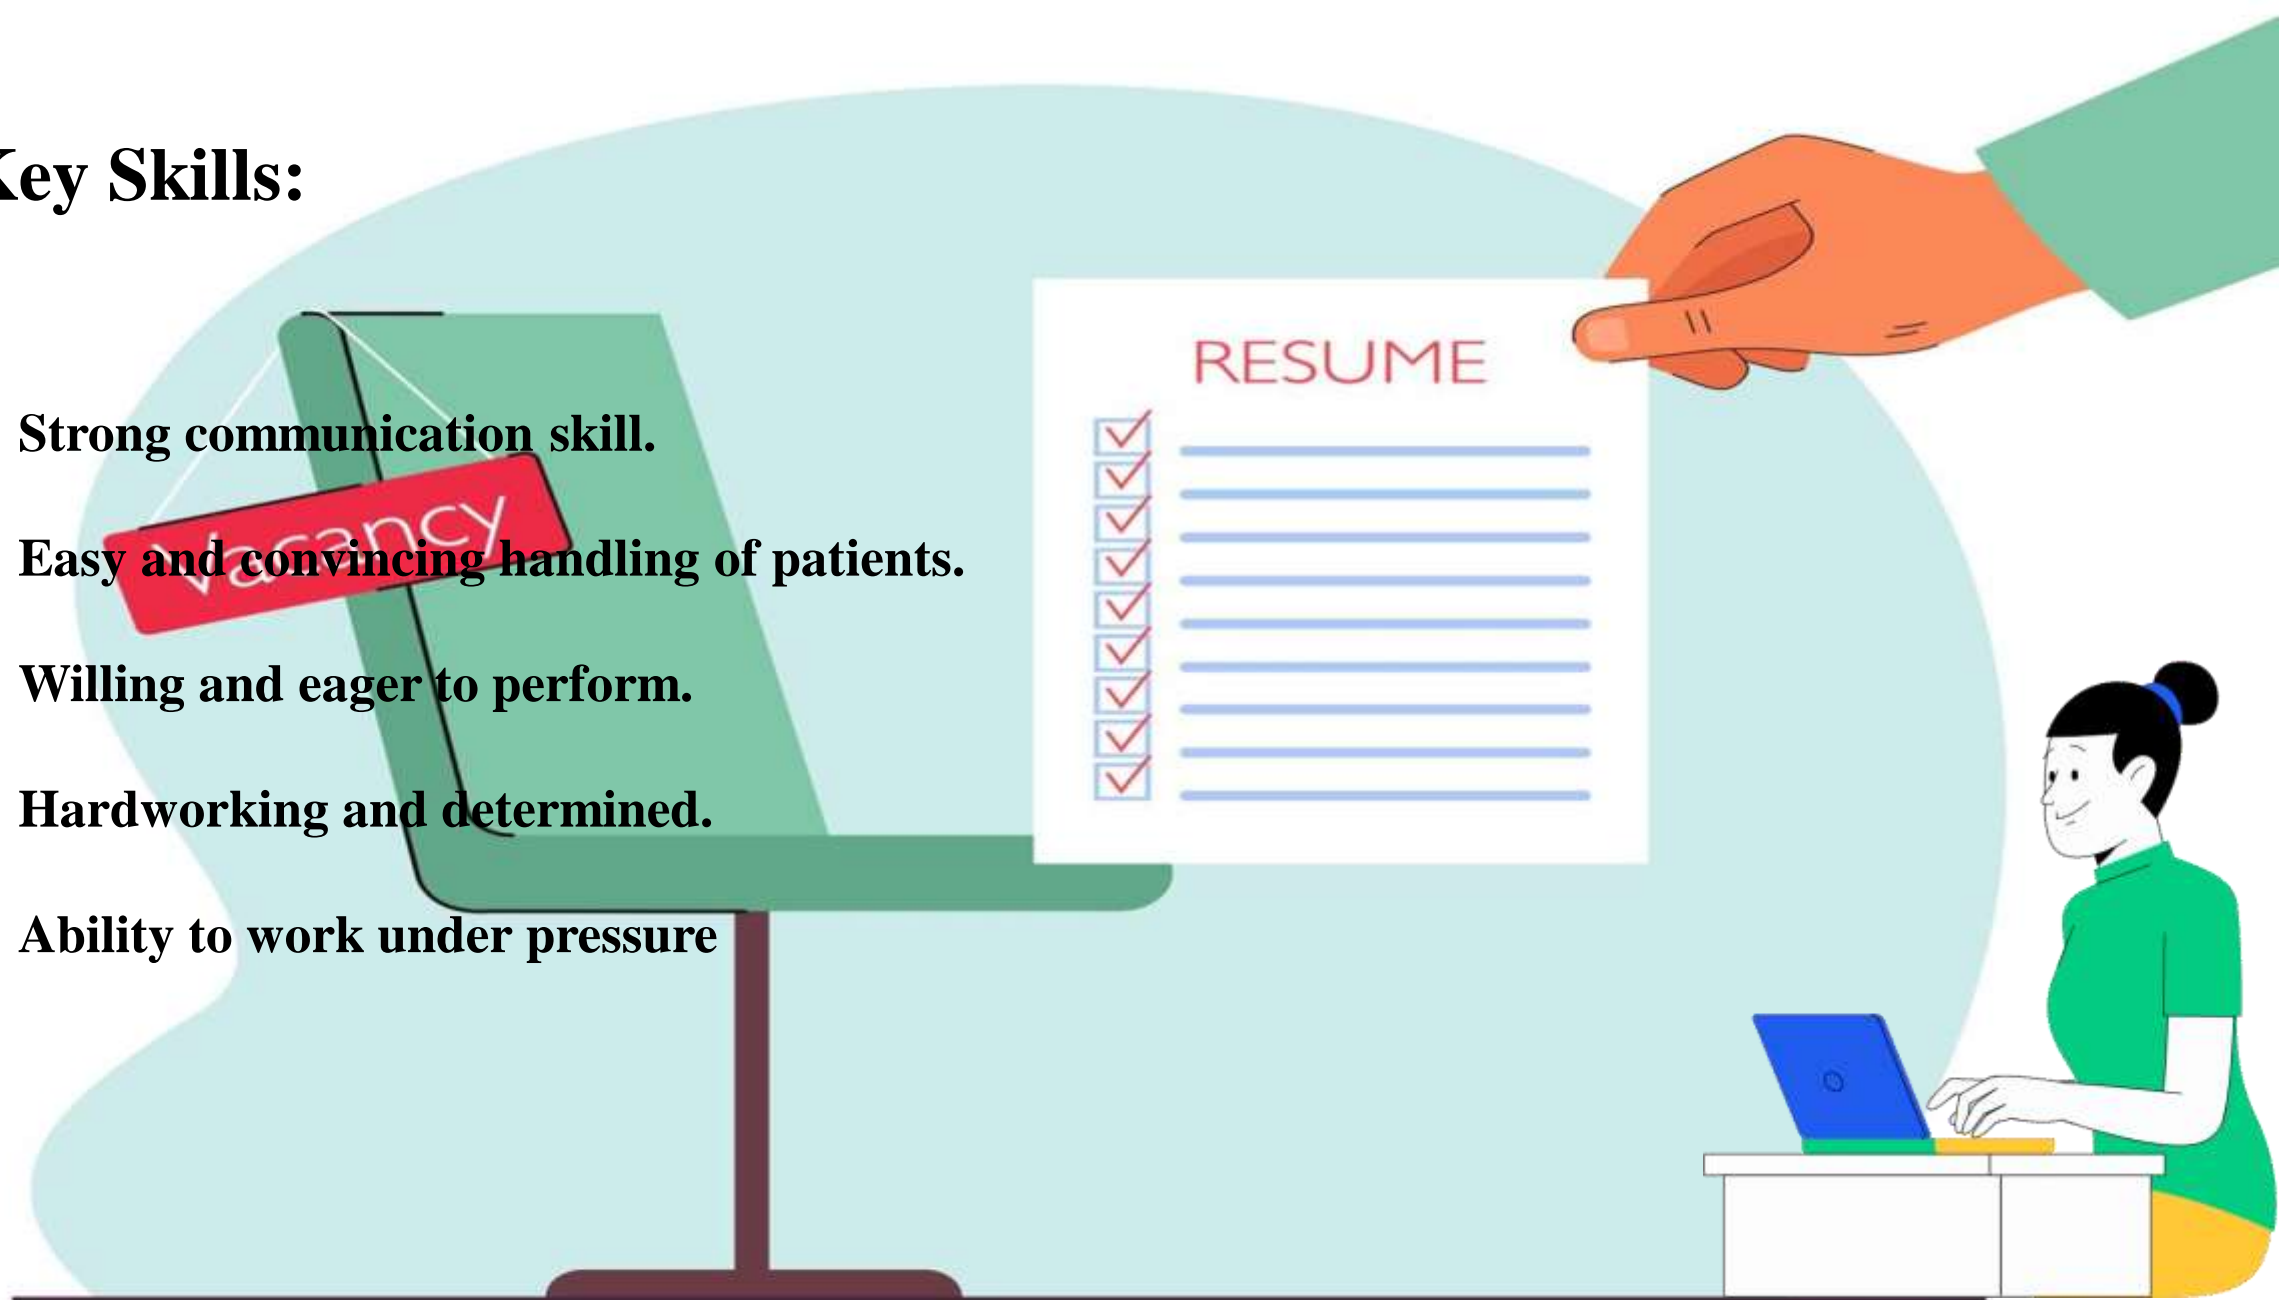 Key Skills:
RESUME
Strong communication skill.
Vacancy
Easy and convincing handling of patients.
Willing and eager to perform.
Hardworking and determined.
Ability to work under pressure